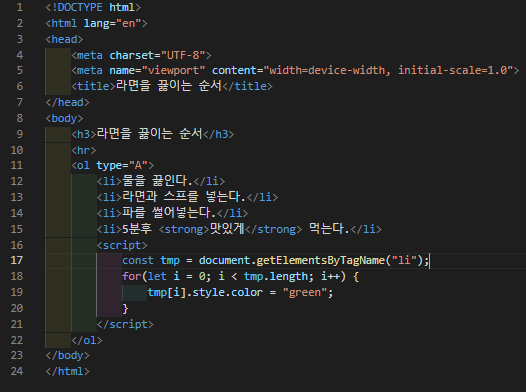 1 <!DOCTYPE html>
2 <html lang="en">
3 <head>
4     <meta charset="UTF-8">
5     <meta name="viewport" content="width=device-width, initial-scale=1.0">
6     <title>라면을 끓이는 순서</title>
7 </head>
8 <body>
9     <h3>라면을 끓이는 순서</h3>
10     <hr>
11     <ol type="A">
12         <li>물을 끓인다.</li>
13         <li>라면과 스프를 넣는다.</li>
14         <li>파를 썰어넣는다.</li>
15         <li>5분후 <strong>맛있게</strong> 먹는다.</li>
16         <script>
17             const tmp = document.getElementsByTagName("li");
18             for(let i = 0; i < tmp.length; i++) {
19                 tmp[i].style.color = "green";
20             }
21         </script>
22     </ol>
23 </body>
24 </html>